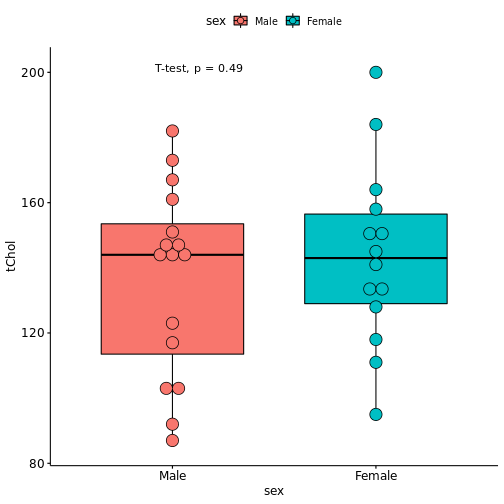 sex Male Female
T-test, p = 0.49
200
160
120
80
tChol
Male Female
sex